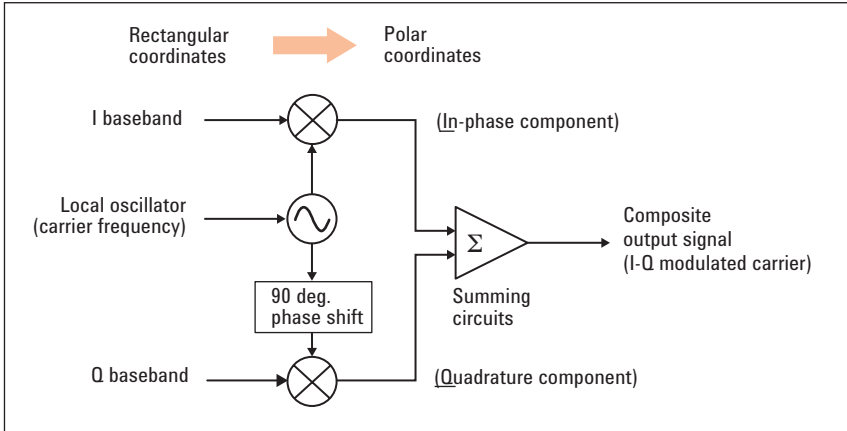 Rectangular
coordinates
Polar
coordinates
I baseband
(In-phase component)
Local oscillator
(carrier frequency)
Σ
Composite
output signal
(I-Q modulated carrier)
90 deg.
phase shift
Summing
circuits
Q baseband
(Quadrature component)